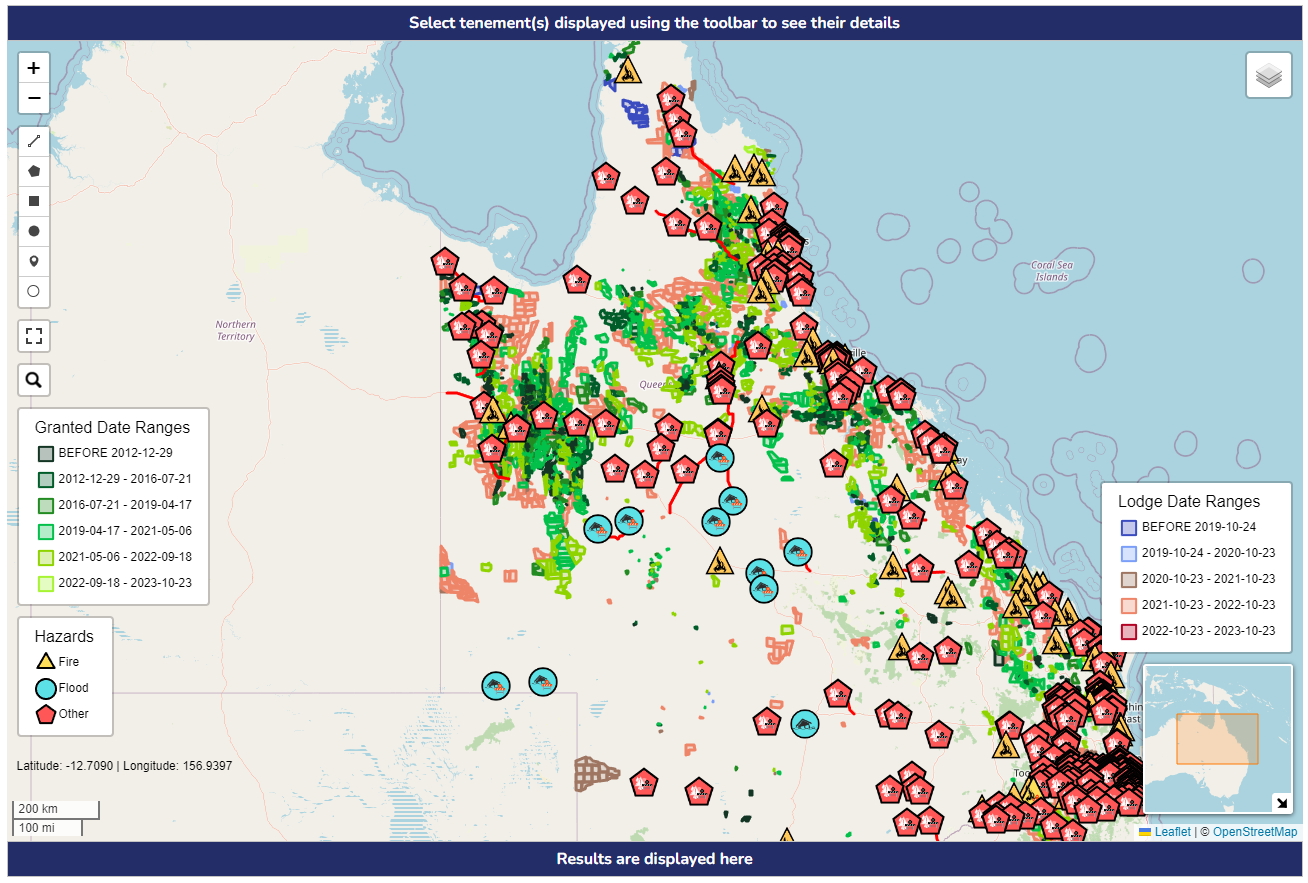 Select tenement(s) displayed using the toolbar to see their details
+
−
Coral Sea
Islands
Northern
Territory
Granted Date Ranges
BEFORE 2012-12-29
2012-12-29 - 2016-07-21
2016-07-21 - 2019-04-17
2019-04-17 - 2021-05-06
2021-05-06 - 2022-09-18
2022-09-18 - 2023-10-23
Lodge Date Ranges
BEFORE 2019-10-24
2019-10-24 - 2020-10-23
2020-10-23 - 2021-10-23
2021-10-23 - 2022-10-23
2022-10-23 - 2023-10-23
Hazards
Fire
Flood
Other
Latitude: -12.7090 | Longitude: 156.9397
200 km
100 mi
Leaflet | © OpenStreetMap
Results are displayed here